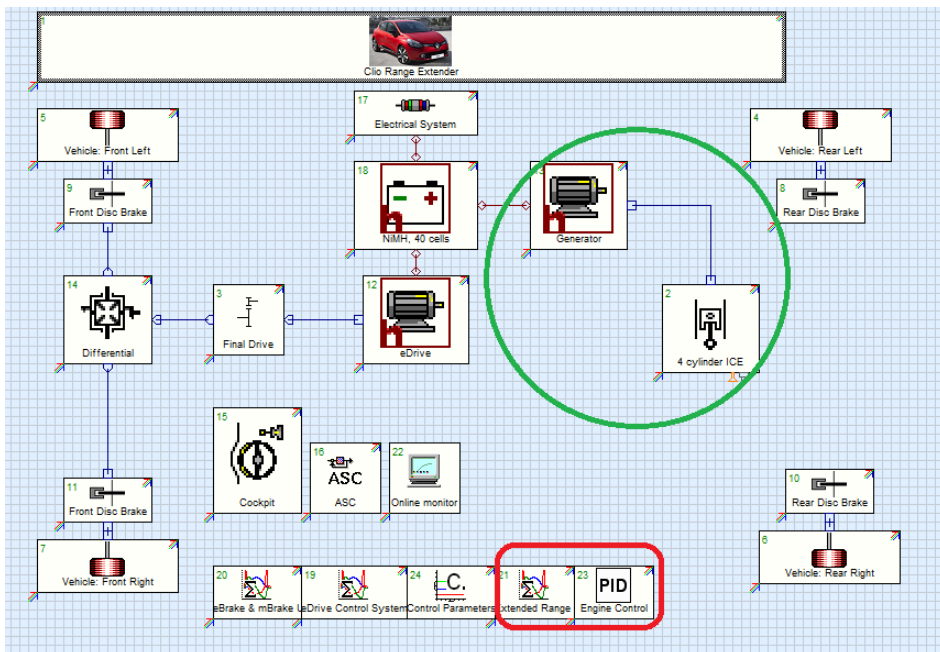 1
Clio Range Extender
17
Electrical System
5
Vehicle: Front Left
4
Vehicle: Rear Left
9
Front Disc Brake
18
NiMH, 40 cells
Generator
8
Rear Disc Brake
14
Differential
3
Final Drive
12
eDrive
2
4 cylinder ICE
15
Cockpit
16
ASC
ASC
22
Online monitor
11
Front Disc Brake
10
Rear Disc Brake
7
Vehicle: Front Right
6
Vehicle: Rear Right
20
eBrake & mBrake
19
eDrive Control System
24
C.
Control Parameters
21
xtended Range
23
PID
Engine Control